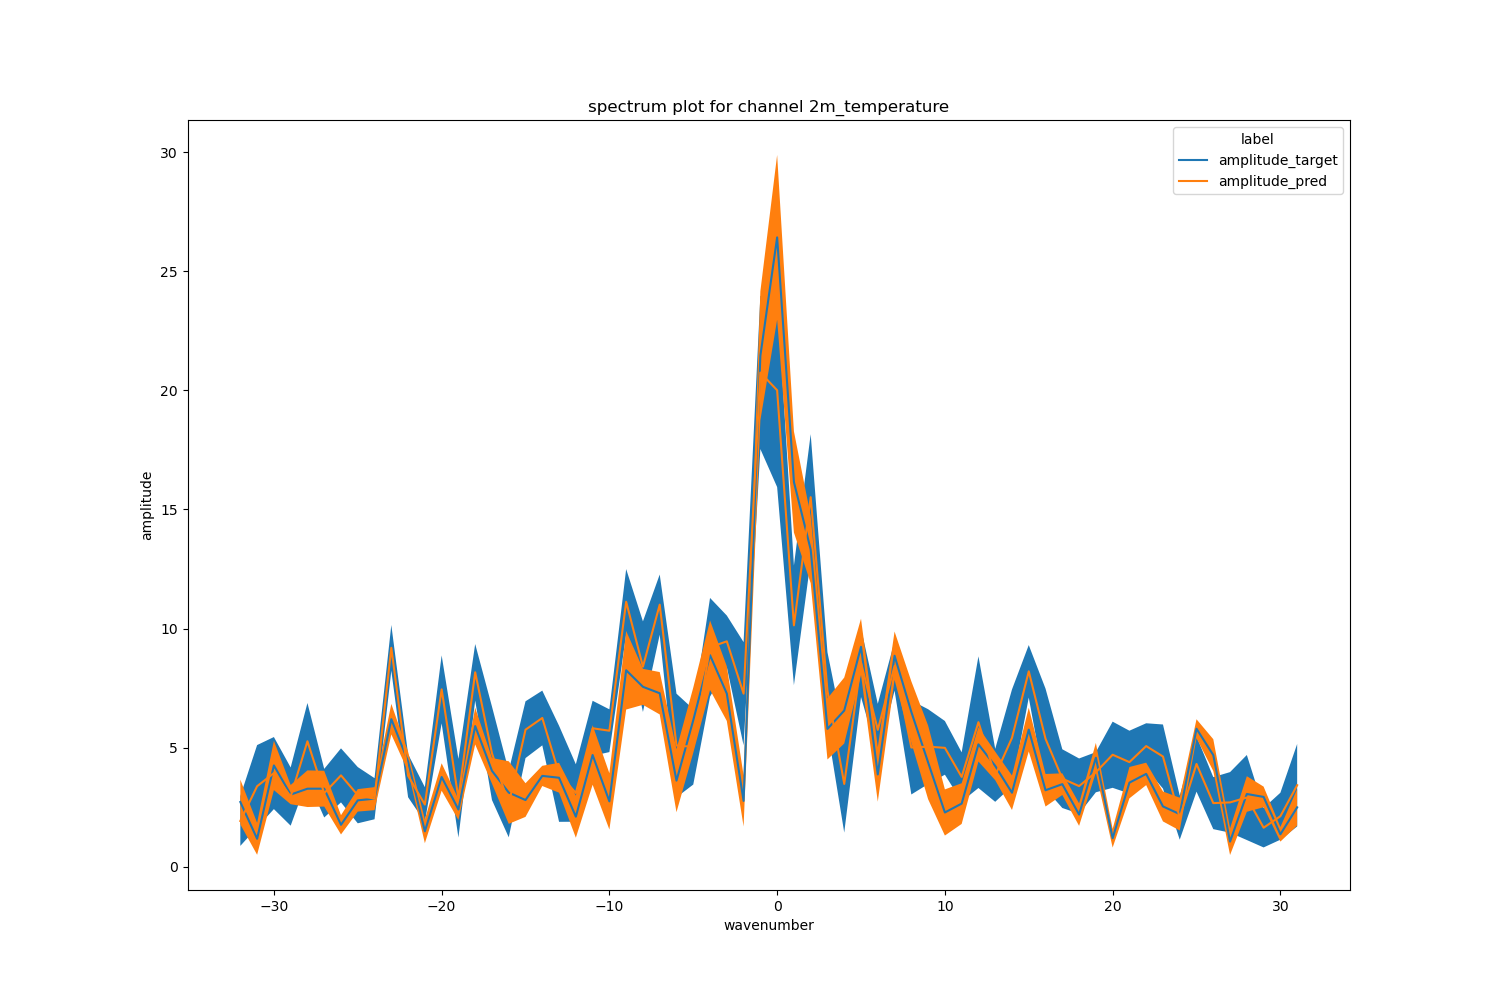 spectrum plot for channel 2m_temperature
label
amplitude_target
amplitude_pred
30
25
20
15
10
5
0
amplitude
−30
−20
−10
0
10
20
30
wavenumber